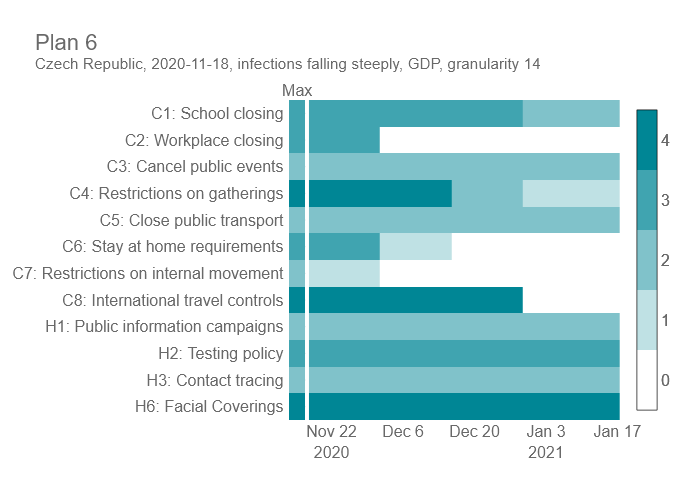 Plan 6
Czech Republic, 2020-11-18, infections falling steeply, GDP, granularity 14
Max
C1: School closing
C2: Workplace closing
C3: Cancel public events
C4: Restrictions on gatherings
C5: Close public transport
C6: Stay at home requirements
C7: Restrictions on internal movement
C8: International travel controls
H1: Public information campaigns
H2: Testing policy
H3: Contact tracing
H6: Facial Coverings
Nov 22 Dec 6 Dec 20 Jan 3 Jan 17
2020 2021
4
3
2
1
0